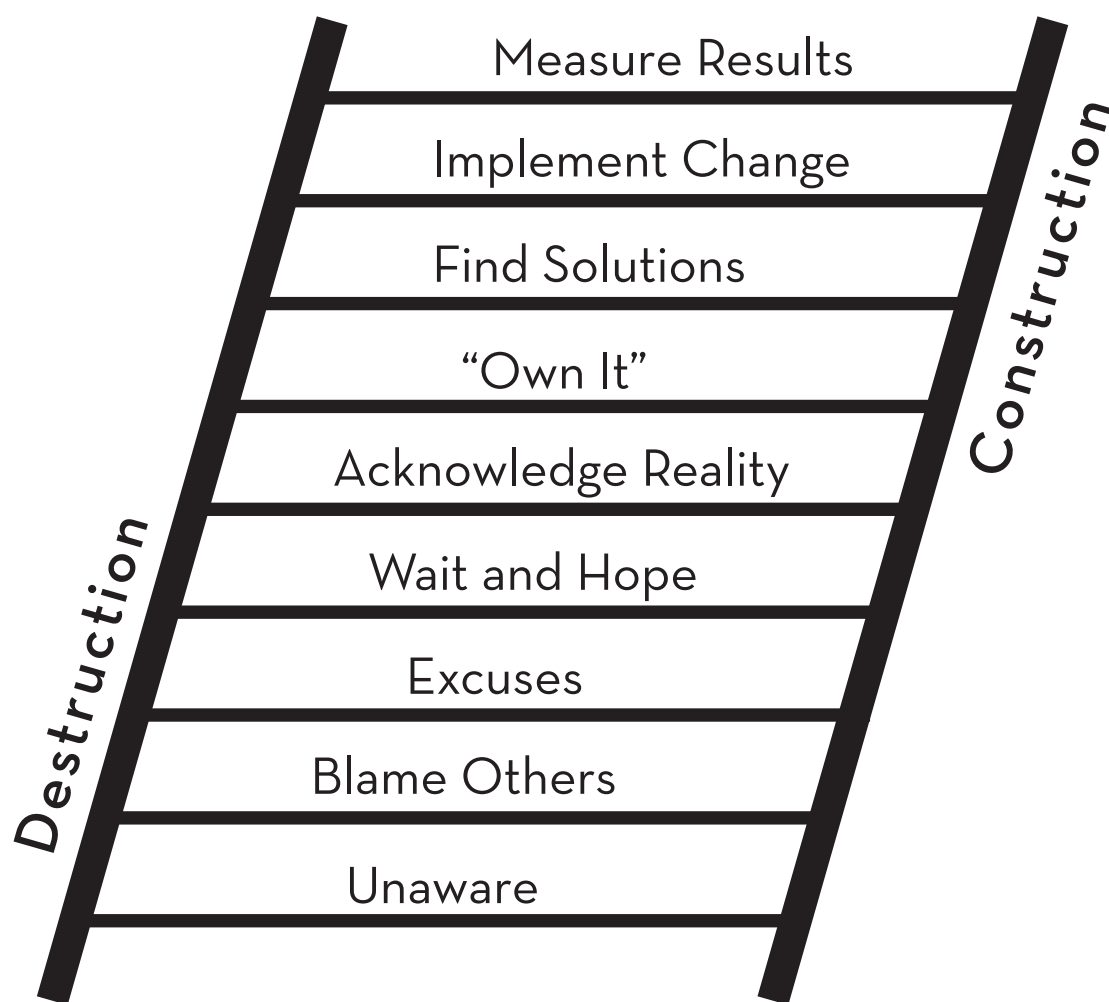 Measure Results
Implement Change
Find Solutions
“Own It”
Acknowledge Reality
Wait and Hope
Excuses
Blame Others
Unaware
Destruction
Construction